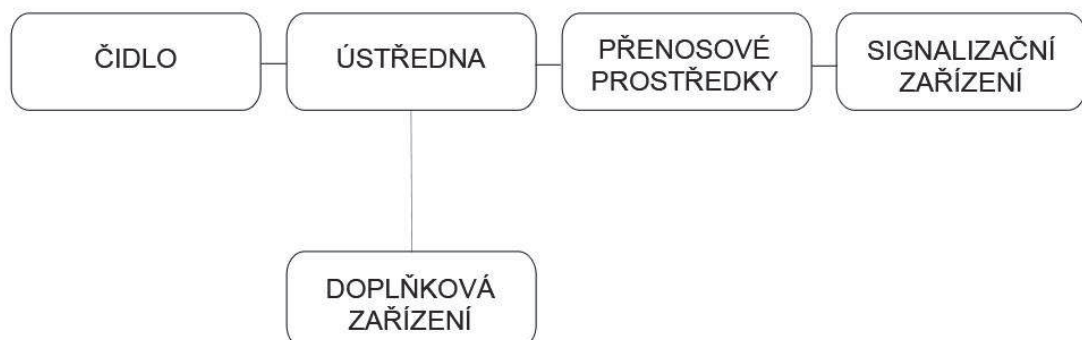 ČIDLO
ÚSTŘEDNA
PŘENOSOVÉ
PROSTŘEDKY
SIGNALIZAČNÍ
ZAŘÍZENÍ
DOPLŇKOVÁ
ZAŘÍZENÍ